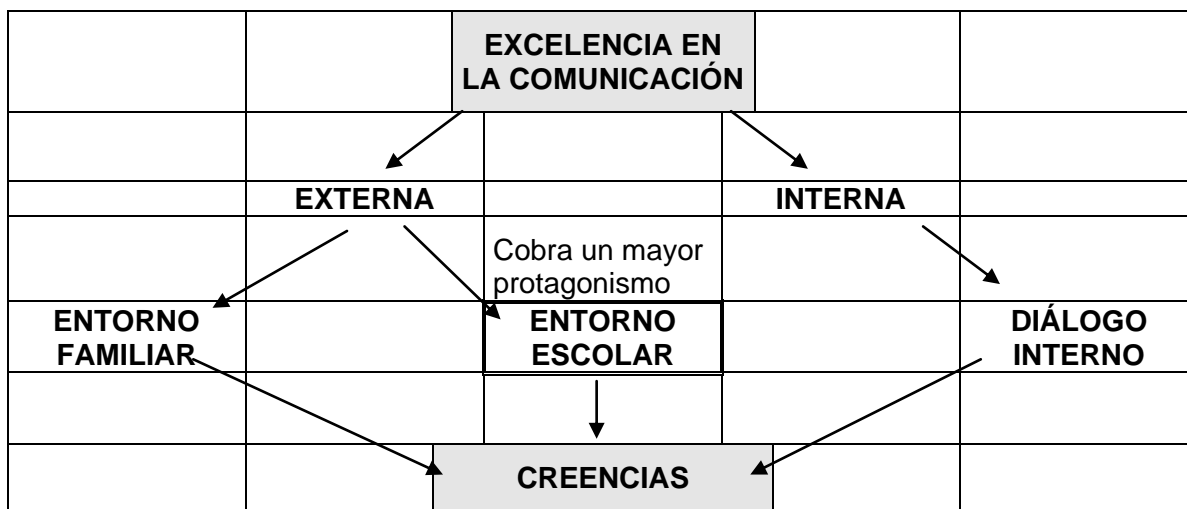 EXCELENCIA EN
LA COMUNICACIÓN
EXTERNA
INTERNA
Cobra un mayor
protagonismo
ENTORNO
FAMILIAR
ENTORNO
ESCOLAR
DIÁLOGO
INTERNO
CREENCIAS